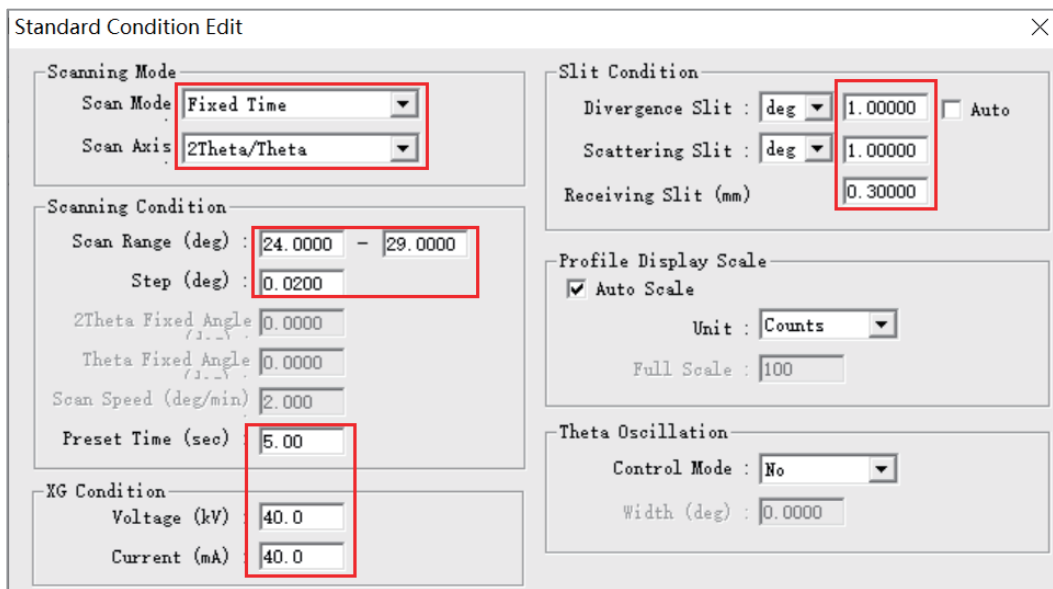 Standard Condition Edit
Scanning Mode
Scan Mode Fixed Time
Scan Axis 2Theta/Theta
Scanning Condition
Scan Range (deg) : 24.0000 - 29.0000
Step (deg) : 0.0200
2Theta Fixed Angle 0.0000
Theta Fixed Angle 0.0000
Scan Speed (deg/min) 2.000
Preset Time (sec) : 5.00
XG Condition
Voltage (kV) : 40.0
Current (mA) : 40.0
Slit Condition
Divergence Slit : deg 1.00000 Auto
Scattering Slit : deg 1.00000
Receiving Slit (mm) 0.30000
Profile Display Scale
Auto Scale
Unit : Counts
Full Scale : 100
Theta Oscillation
Control Mode : No
Width (deg) : 0.0000